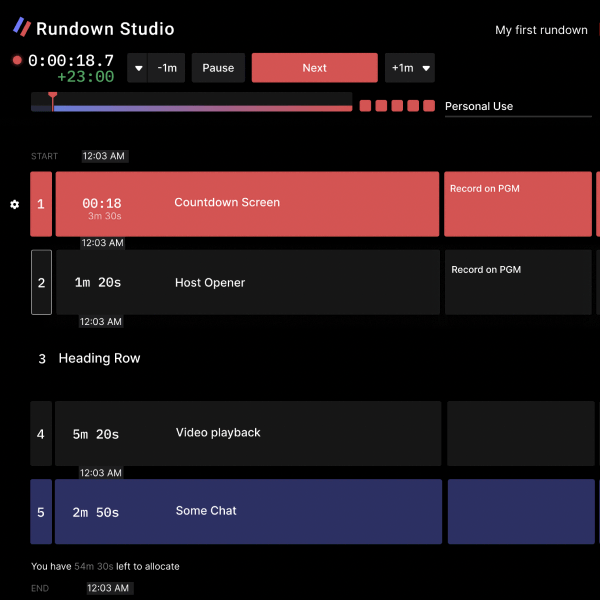 Rundown Studio
My first rundown
0:00:18.7
+23:00
-1m
Pause
Next
+1m
Personal Use
START 12:03 AM
1 00:18 Countdown Screen Record on PGM
3m 30s
12:03 AM
2 1m 20s Host Opener Record on PGM
12:03 AM
3 Heading Row
4 5m 20s Video playback
12:03 AM
5 2m 50s Some Chat
You have 54m 30s left to allocate
END 12:03 AM